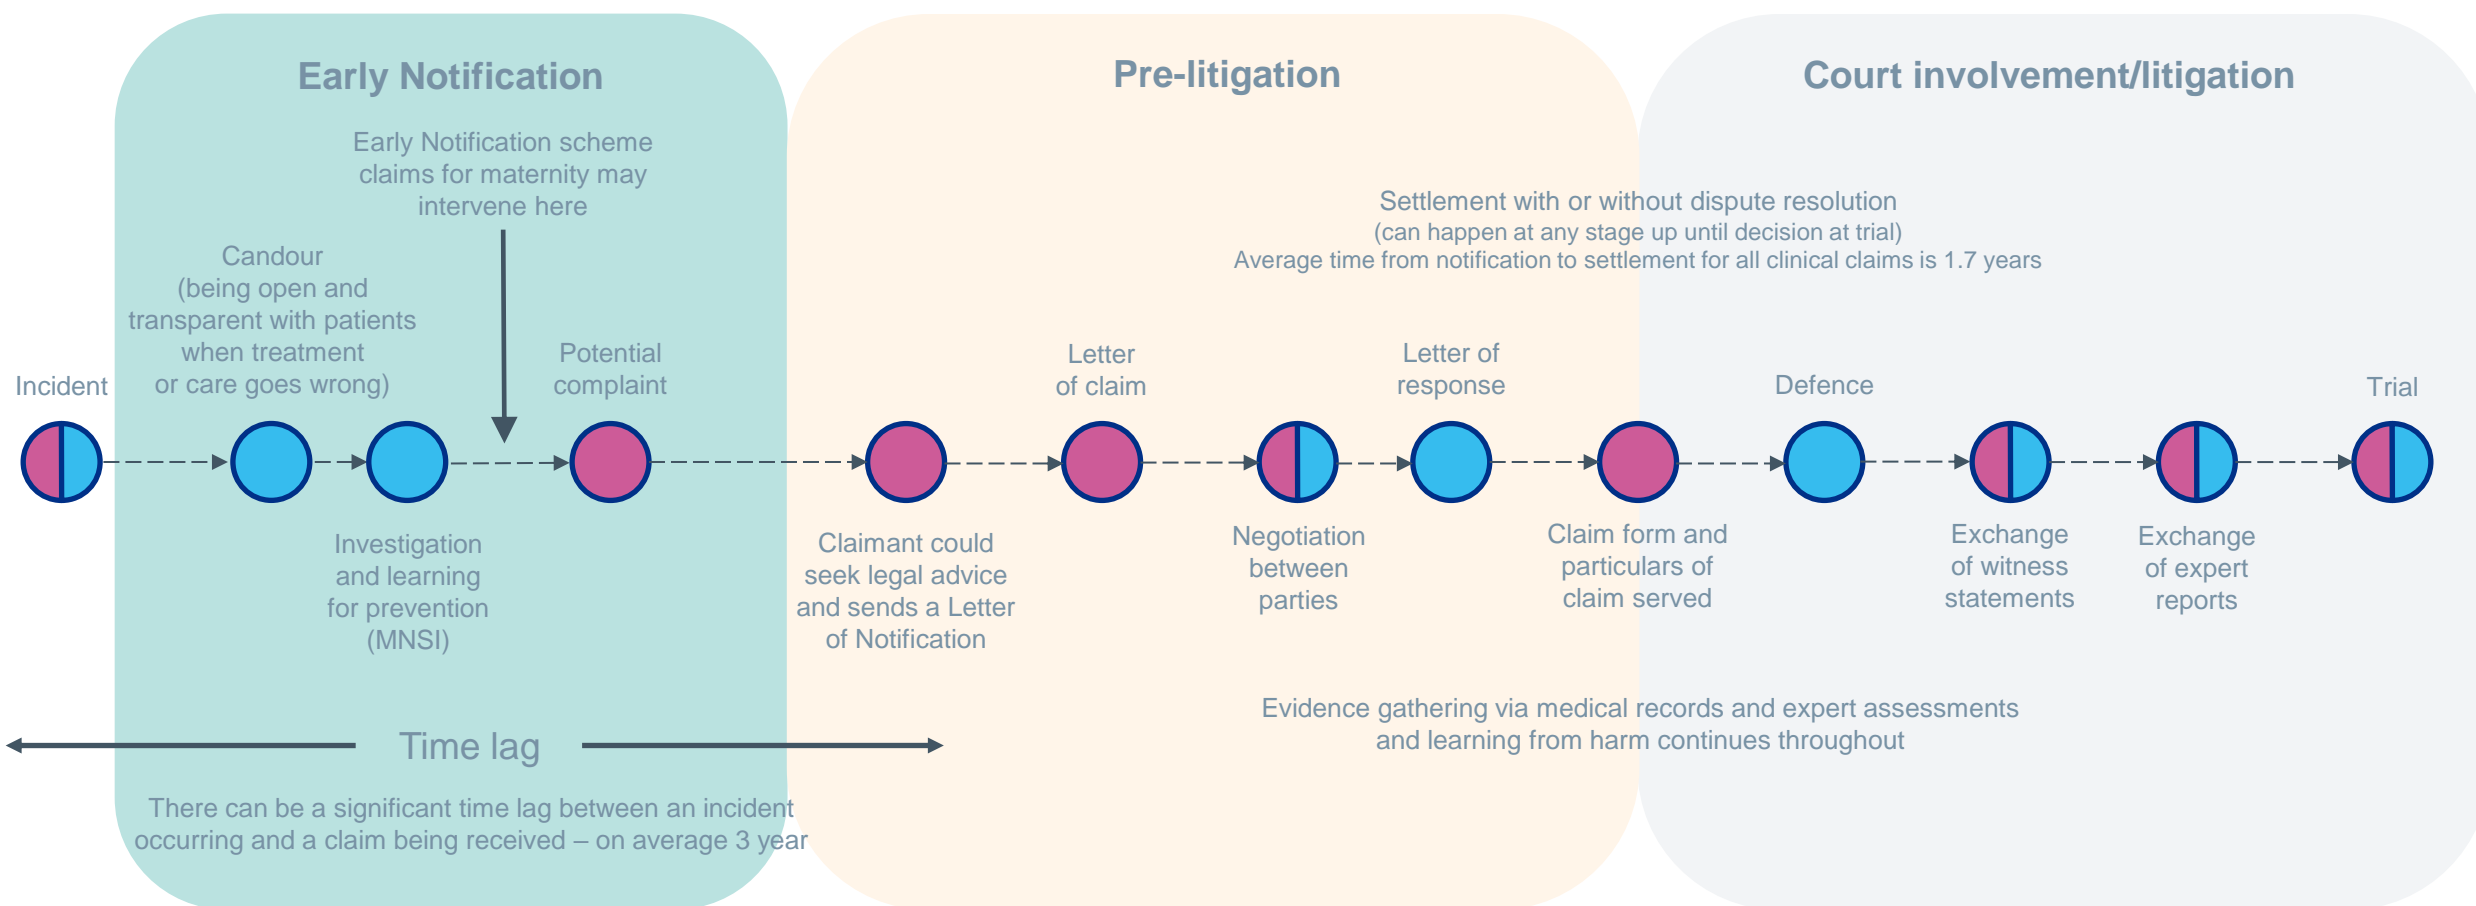 Early Notification
Pre-litigation
Court involvement/litigation
Early Notification scheme
claims for maternity may
intervene here
Settlement with or without dispute resolution
(can happen at any stage up until decision at trial)
Average time from notification to settlement for all clinical claims is 1.7 years
Incident
Candour
(being open and
transparent with patients
when treatment
or care goes wrong)
Investigation
and learning
for prevention
(MNSI)
Potential
complaint
Claimant could
seek legal advice
and sends a Letter
of Notification
Letter
of claim
Negotiation
between
parties
Letter of
response
Claim form and
particulars of
claim served
Defence
Exchange
of witness
statements
Exchange
of expert
reports
Trial
Evidence gathering via medical records and expert assessments
and learning from harm continues throughout
Time lag
There can be a significant time lag between an incident
occurring and a claim being received – on average 3 year